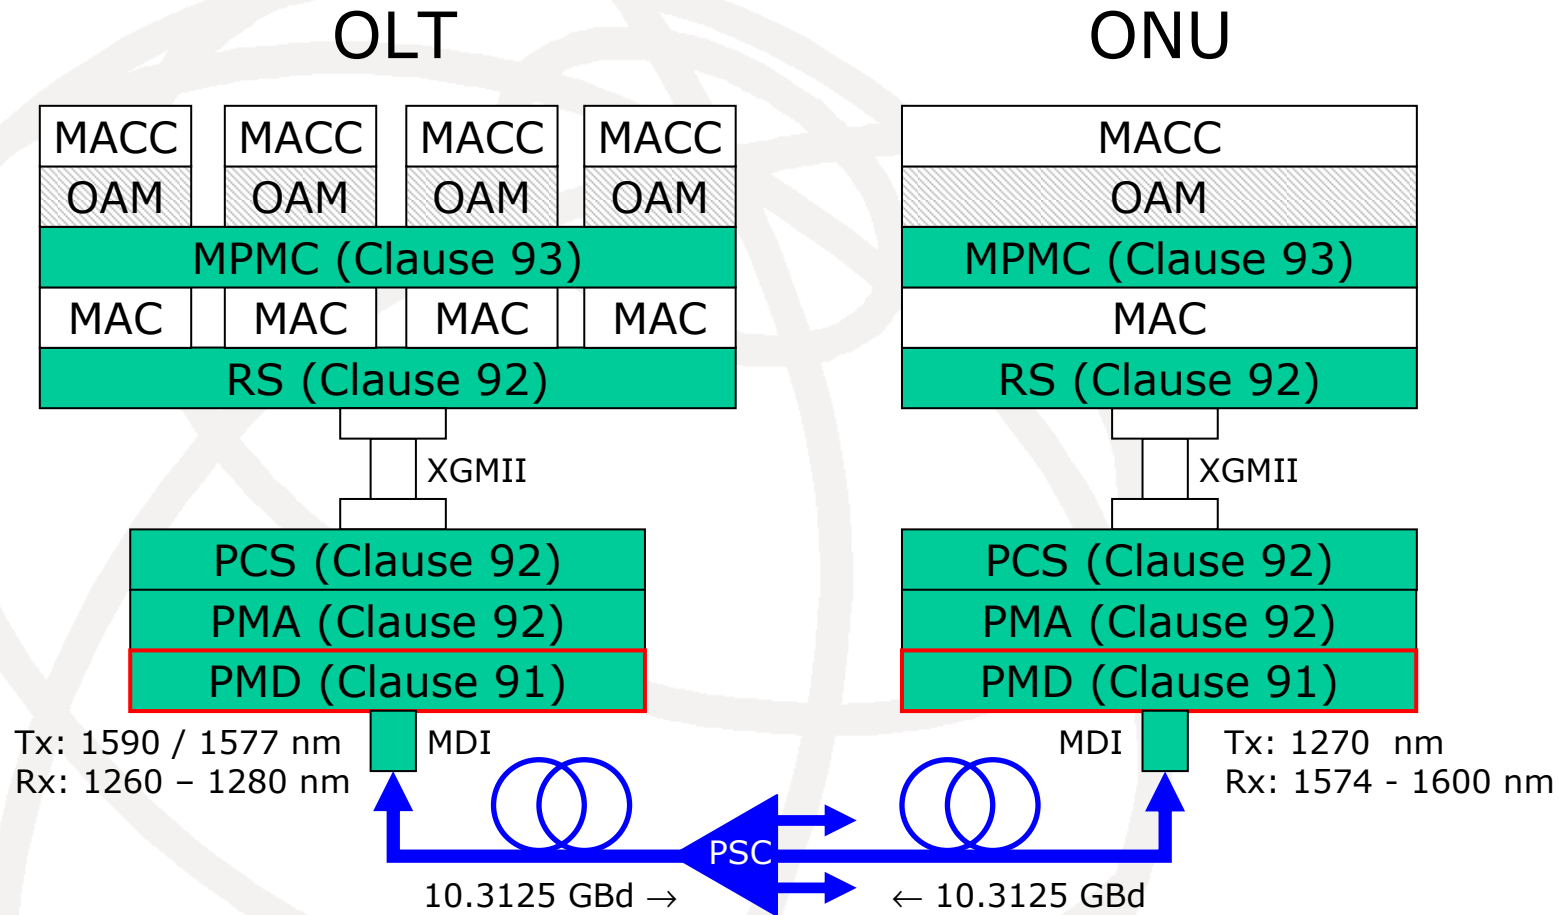 OLT
ONU
MACC MACC MACC MACC
OAM OAM OAM OAM
MPMC (Clause 93)
MAC MAC MAC MAC
RS (Clause 92)
XGMII
PCS (Clause 92)
PMA (Clause 92)
PMD (Clause 91)
Tx: 1590 / 1577 nm
Rx: 1260 – 1280 nm
MDI
MACC
OAM
MPMC (Clause 93)
MAC
RS (Clause 92)
XGMII
PCS (Clause 92)
PMA (Clause 92)
PMD (Clause 91)
MDI
Tx: 1270 nm
Rx: 1574 - 1600 nm
PSC
10.3125 GBd →
← 10.3125 GBd